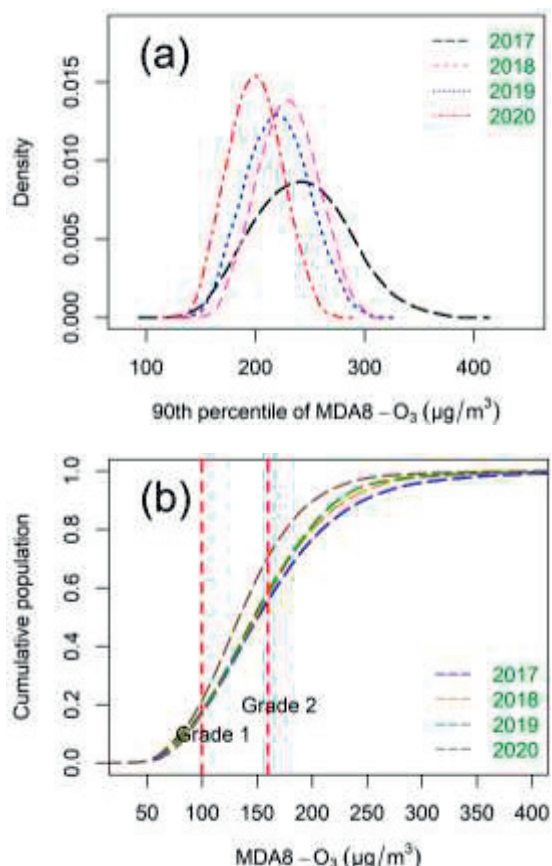 (a)
2017
2018
2019
2020
0.015
0.010
0.005
0.000
Density
100 200 300 400
90th percentile of MDA8 – O₃ (μg/m³)
(b)
1.0
0.8
0.6
0.4
0.2
0.0
Cumulative population
Grade 2
Grade 1
2017
2018
2019
2020
50 100 150 200 250 300 350 400
MDA8 – O₃ (μg/m³)